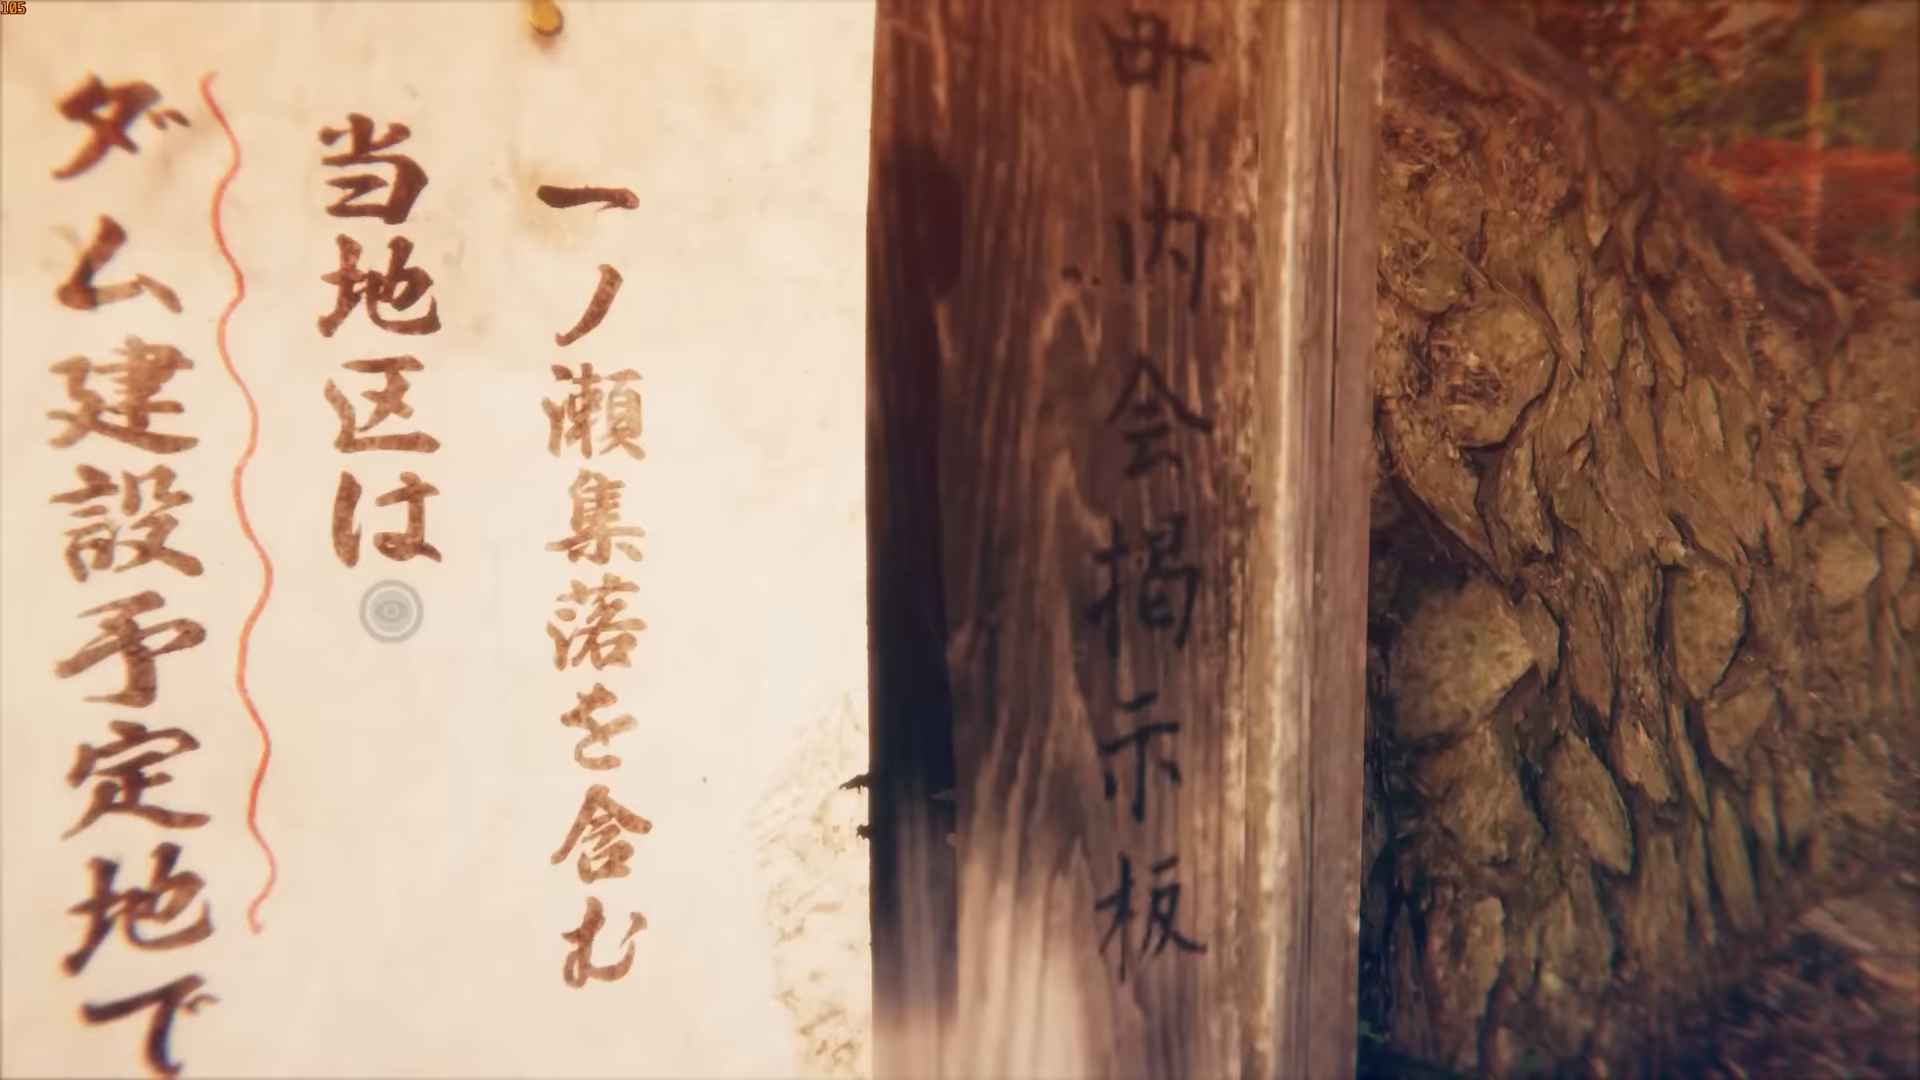 町内会掲示板
一ノ瀬集落を含む
当地区は
ダム建設予定地で
105